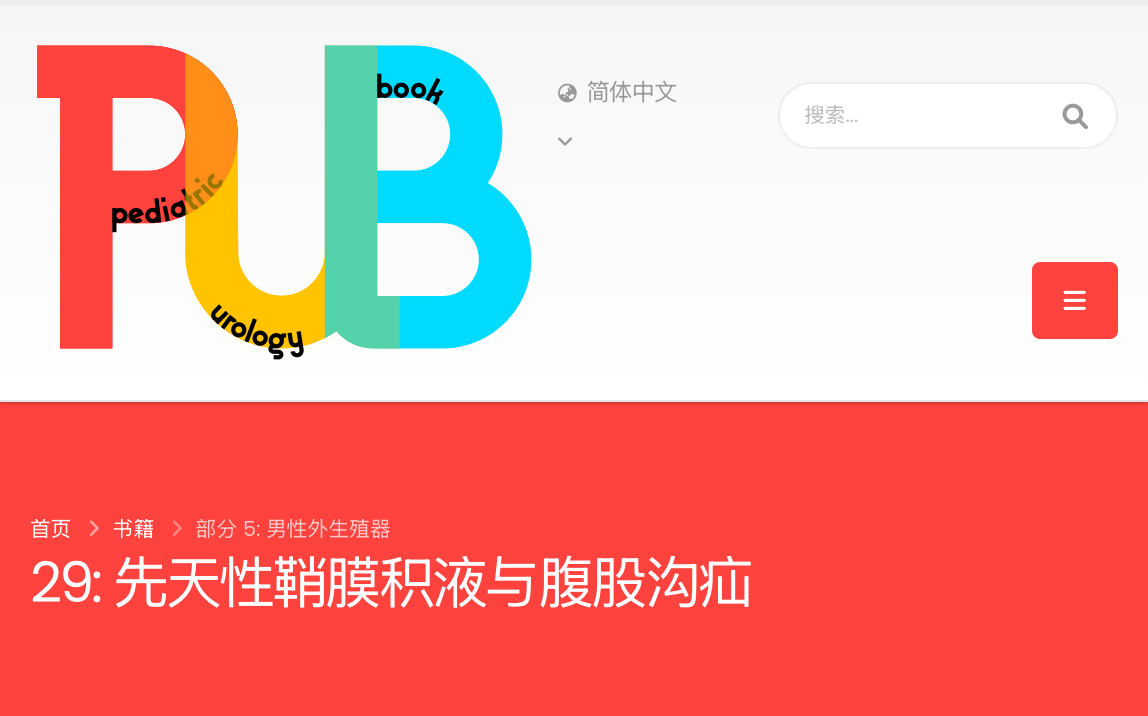 PUB
book
pediatric
urology
简体中文
搜索...
首页 > 书籍 > 部分 5: 男性外生殖器
29: 先天性鞘膜积液与腹股沟疝